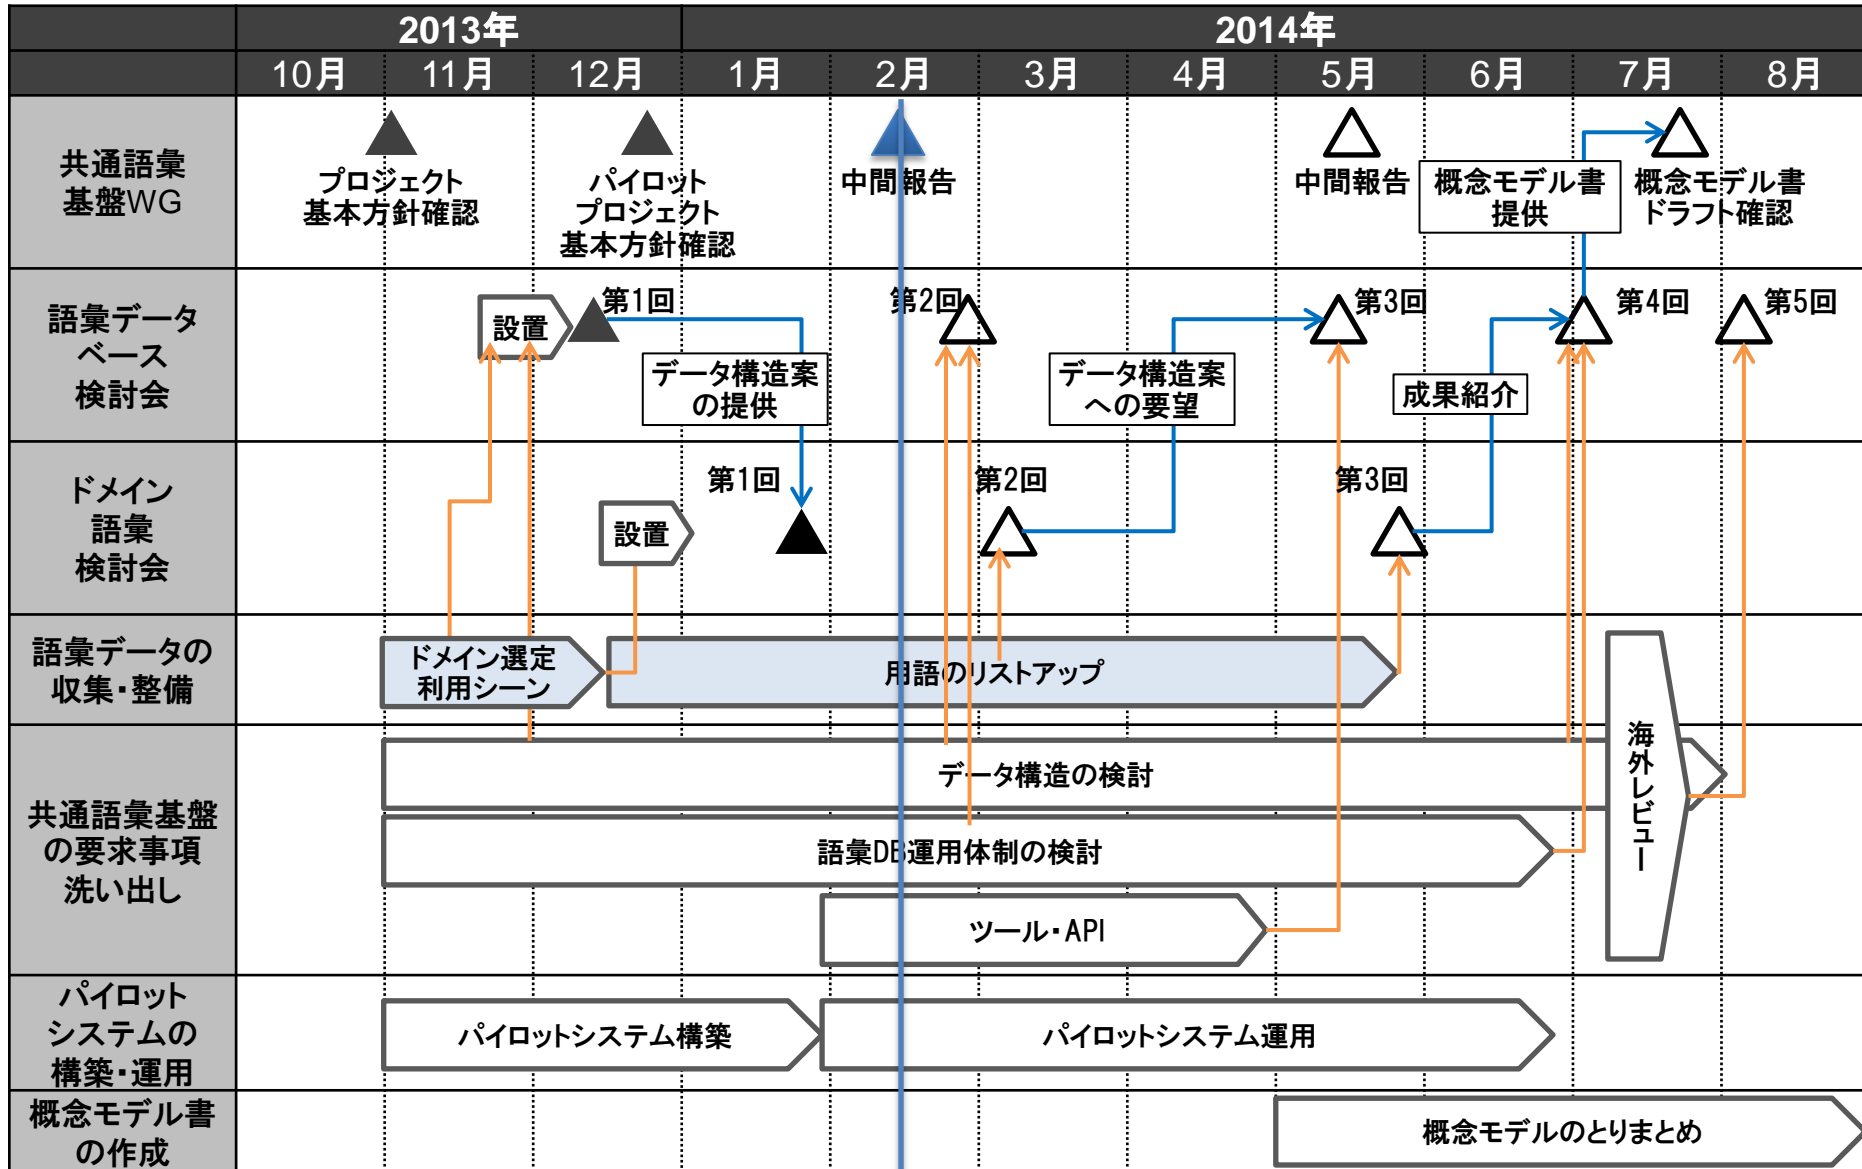 2013年
2014年
10月
11月
12月
1月
2月
3月
4月
5月
6月
7月
8月
共通語彙
基盤WG
プロジェクト
基本方針確認
パイロット
プロジェクト
基本方針確認
中間報告
中間報告
概念モデル書
提供
概念モデル書
ドラフト確認
語彙データ
ベース
検討会
設置
第1回
データ構造案
の提供
第2回
データ構造案
への要望
第3回
成果紹介
第4回
第5回
ドメイン
語彙
検討会
設置
第1回
第2回
第3回
語彙データの
収集・整備
ドメイン選定
利用シーン
用語のリストアップ
共通語彙基盤
の要求事項
洗い出し
データ構造の検討
語彙DB運用体制の検討
ツール・API
海外レビュー
パイロット
システムの
構築・運用
パイロットシステム構築
パイロットシステム運用
概念モデル書
の作成
概念モデルのとりまとめ